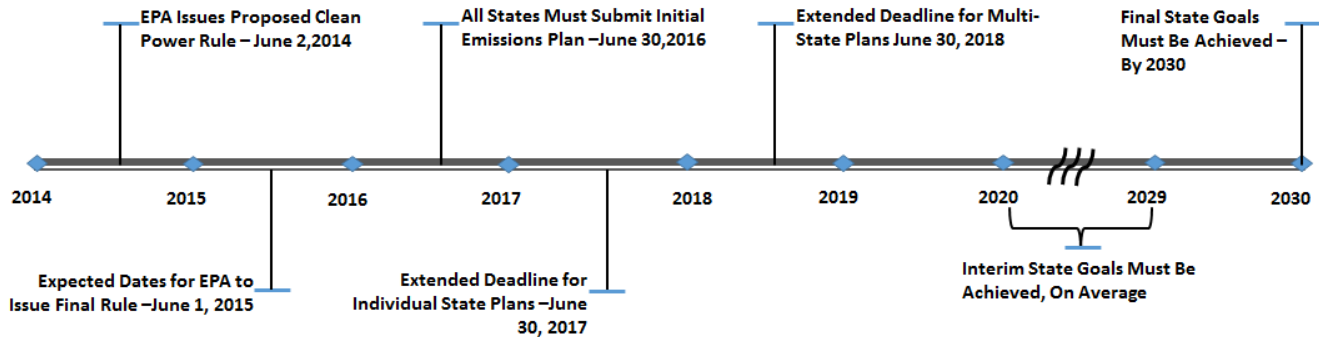 EPA Issues Proposed Clean
Power Rule – June 2,2014
All States Must Submit Initial
Emissions Plan –June 30,2016
Extended Deadline for Multi-
State Plans June 30, 2018
Final State Goals
Must Be Achieved –
By 2030
2014
2015
2016
2017
2018
2019
2020
2029
2030
Expected Dates for EPA to
Issue Final Rule –June 1, 2015
Extended Deadline for
Individual State Plans –June
30, 2017
Interim State Goals Must Be
Achieved, On Average